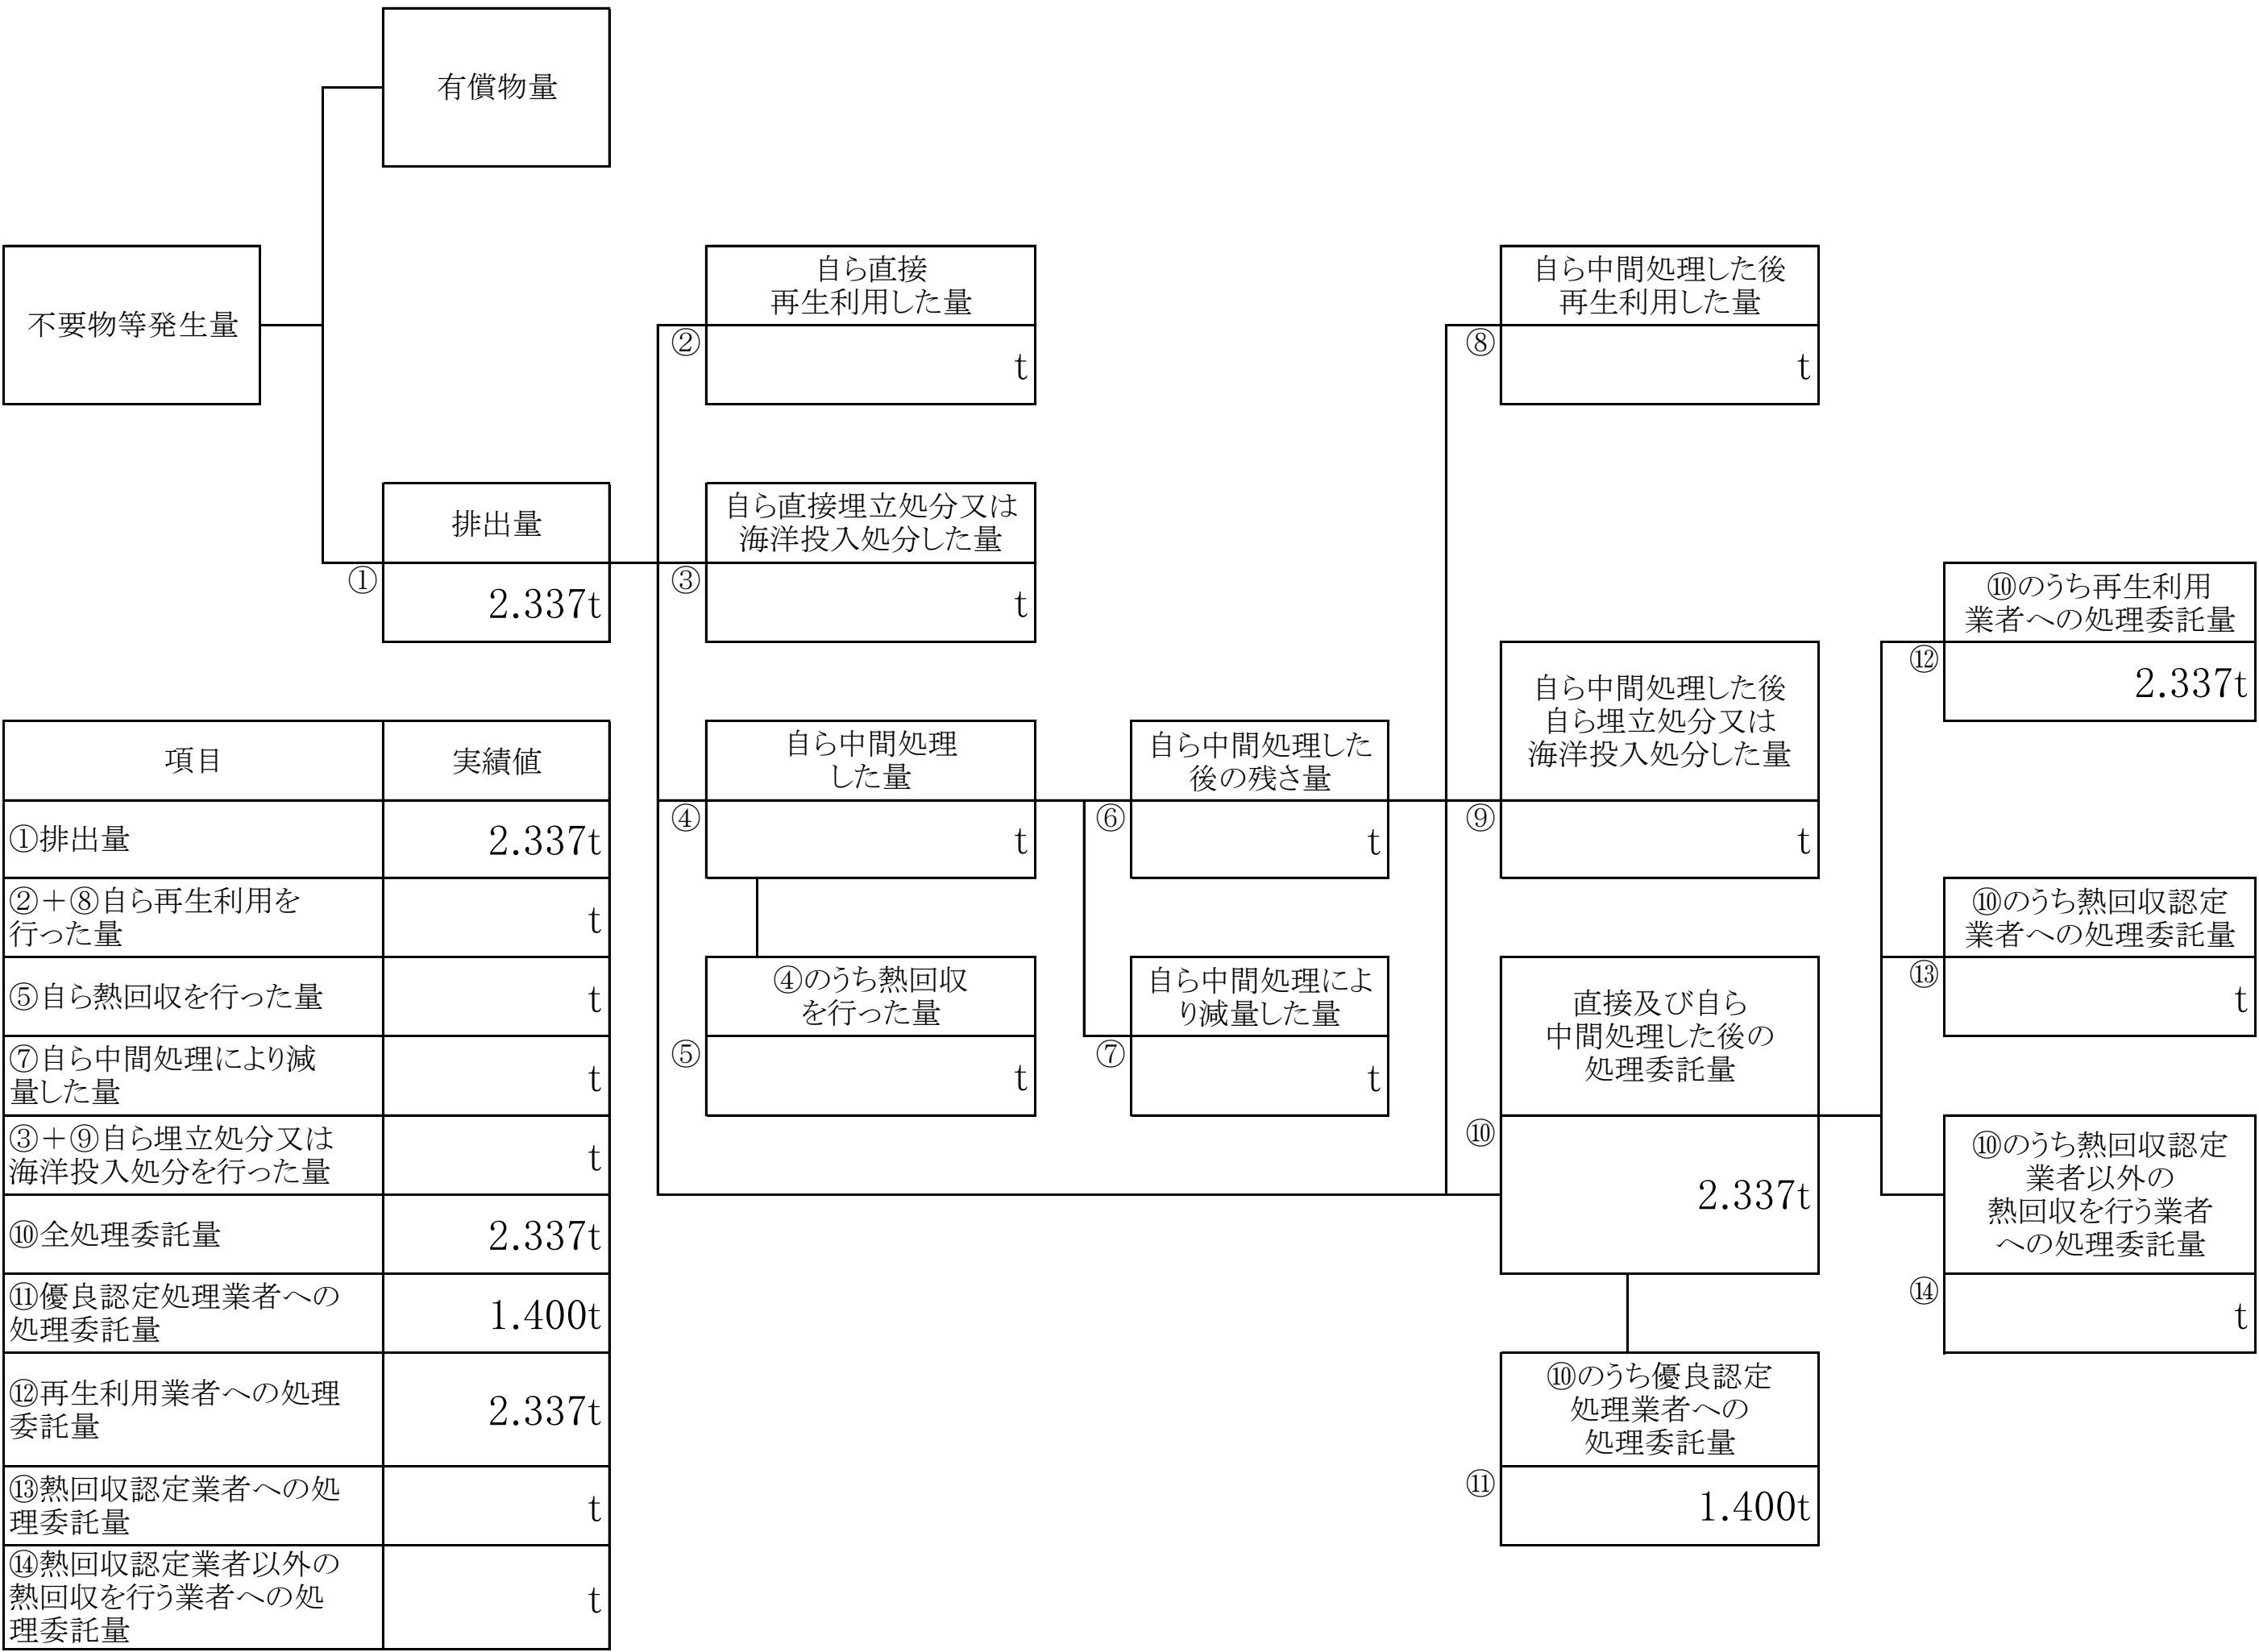 有償物量
不要物等発生量
排出量
①
2.337t
自ら直接
再生利用した量
②
t
自ら直接埋立処分又は
海洋投入処分した量
③
t
自ら中間処理
した量
④
t
④のうち熱回収
を行った量
⑤
t
自ら中間処理した
後の残さ量
⑥
t
自ら中間処理によ
り減量した量
⑦
t
自ら中間処理した後
再生利用した量
⑧
t
自ら中間処理した後
自ら埋立処分又は
海洋投入処分した量
⑨
t
直接及び自ら
中間処理した後の
処理委託量
⑩
2.337t
⑩のうち優良認定
処理業者への
処理委託量
⑪
1.400t
⑩のうち再生利用
業者への処理委託量
⑫
2.337t
⑩のうち熱回収認定
業者への処理委託量
⑬
t
⑩のうち熱回収認定
業者以外の
熱回収を行う業者
への処理委託量
⑭
t
項目 実績値
①排出量 2.337t
②+⑧自ら再生利用を
行った量
t
⑤自ら熱回収を行った量 t
⑦自ら中間処理により減
量した量
t
③+⑨自ら埋立処分又は
海洋投入処分を行った量
t
⑩全処理委託量 2.337t
⑪優良認定処理業者への
処理委託量
1.400t
⑫再生利用業者への処理
委託量
2.337t
⑬熱回収認定業者への処
理委託量
t
⑭熱回収認定業者以外の
熱回収を行う業者への処
理委託量
t